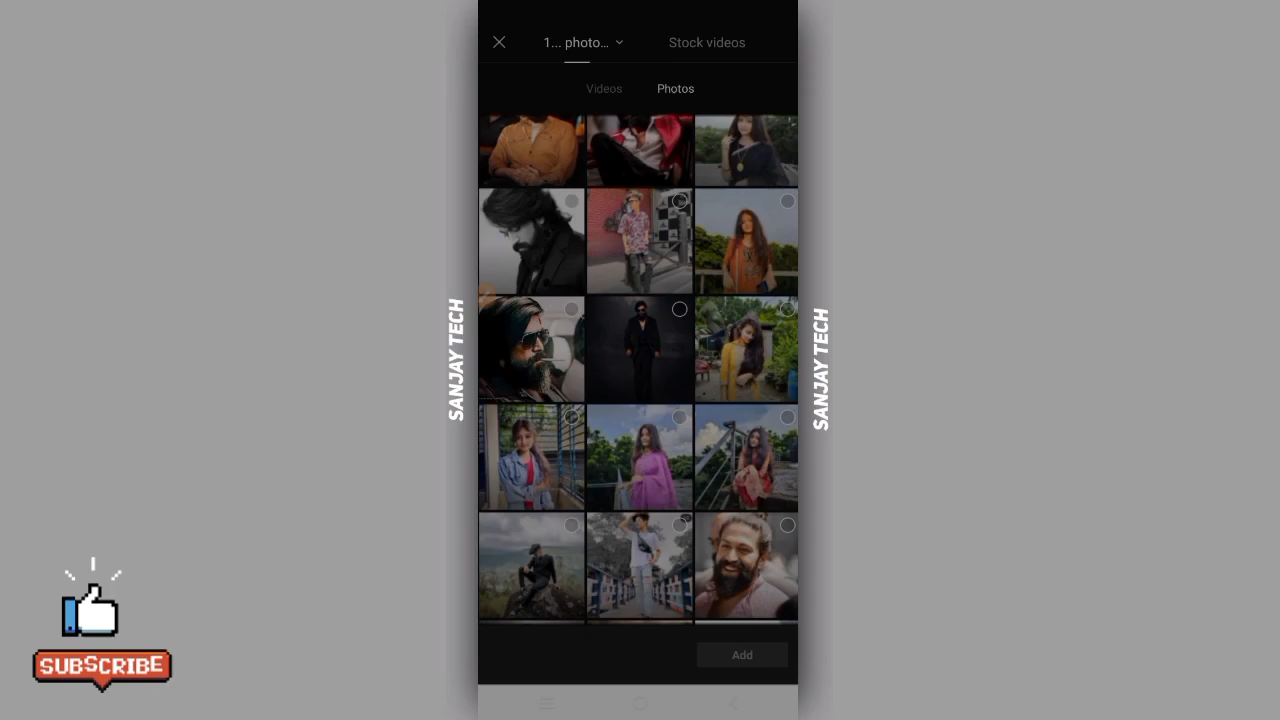 1... photo...
Stock videos
Videos
Photos
SANJAY TECH
SANJAY TECH
SUBSCRIBE
Add